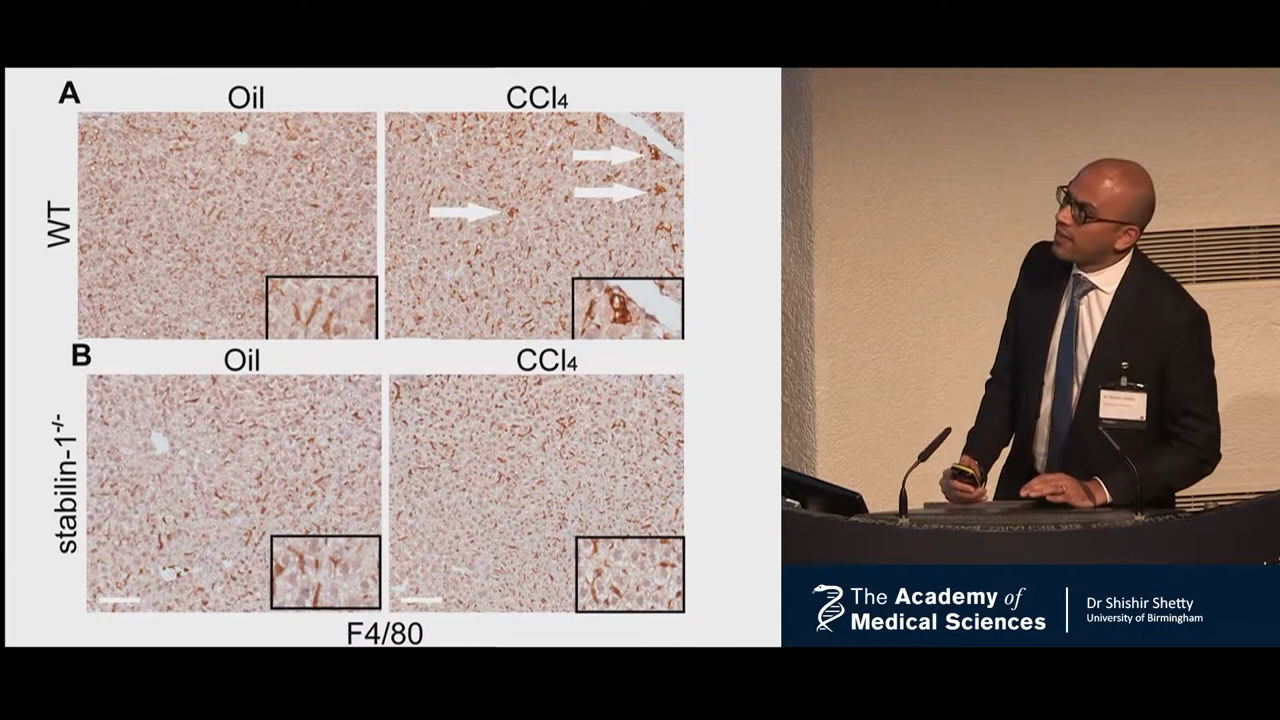 A
Oil
CCl₄
WT
B
Oil
CCl₄
stabilin-1⁻/⁻
F4/80
The Academy of
Medical Sciences
Dr Shishir Shetty
University of Birmingham